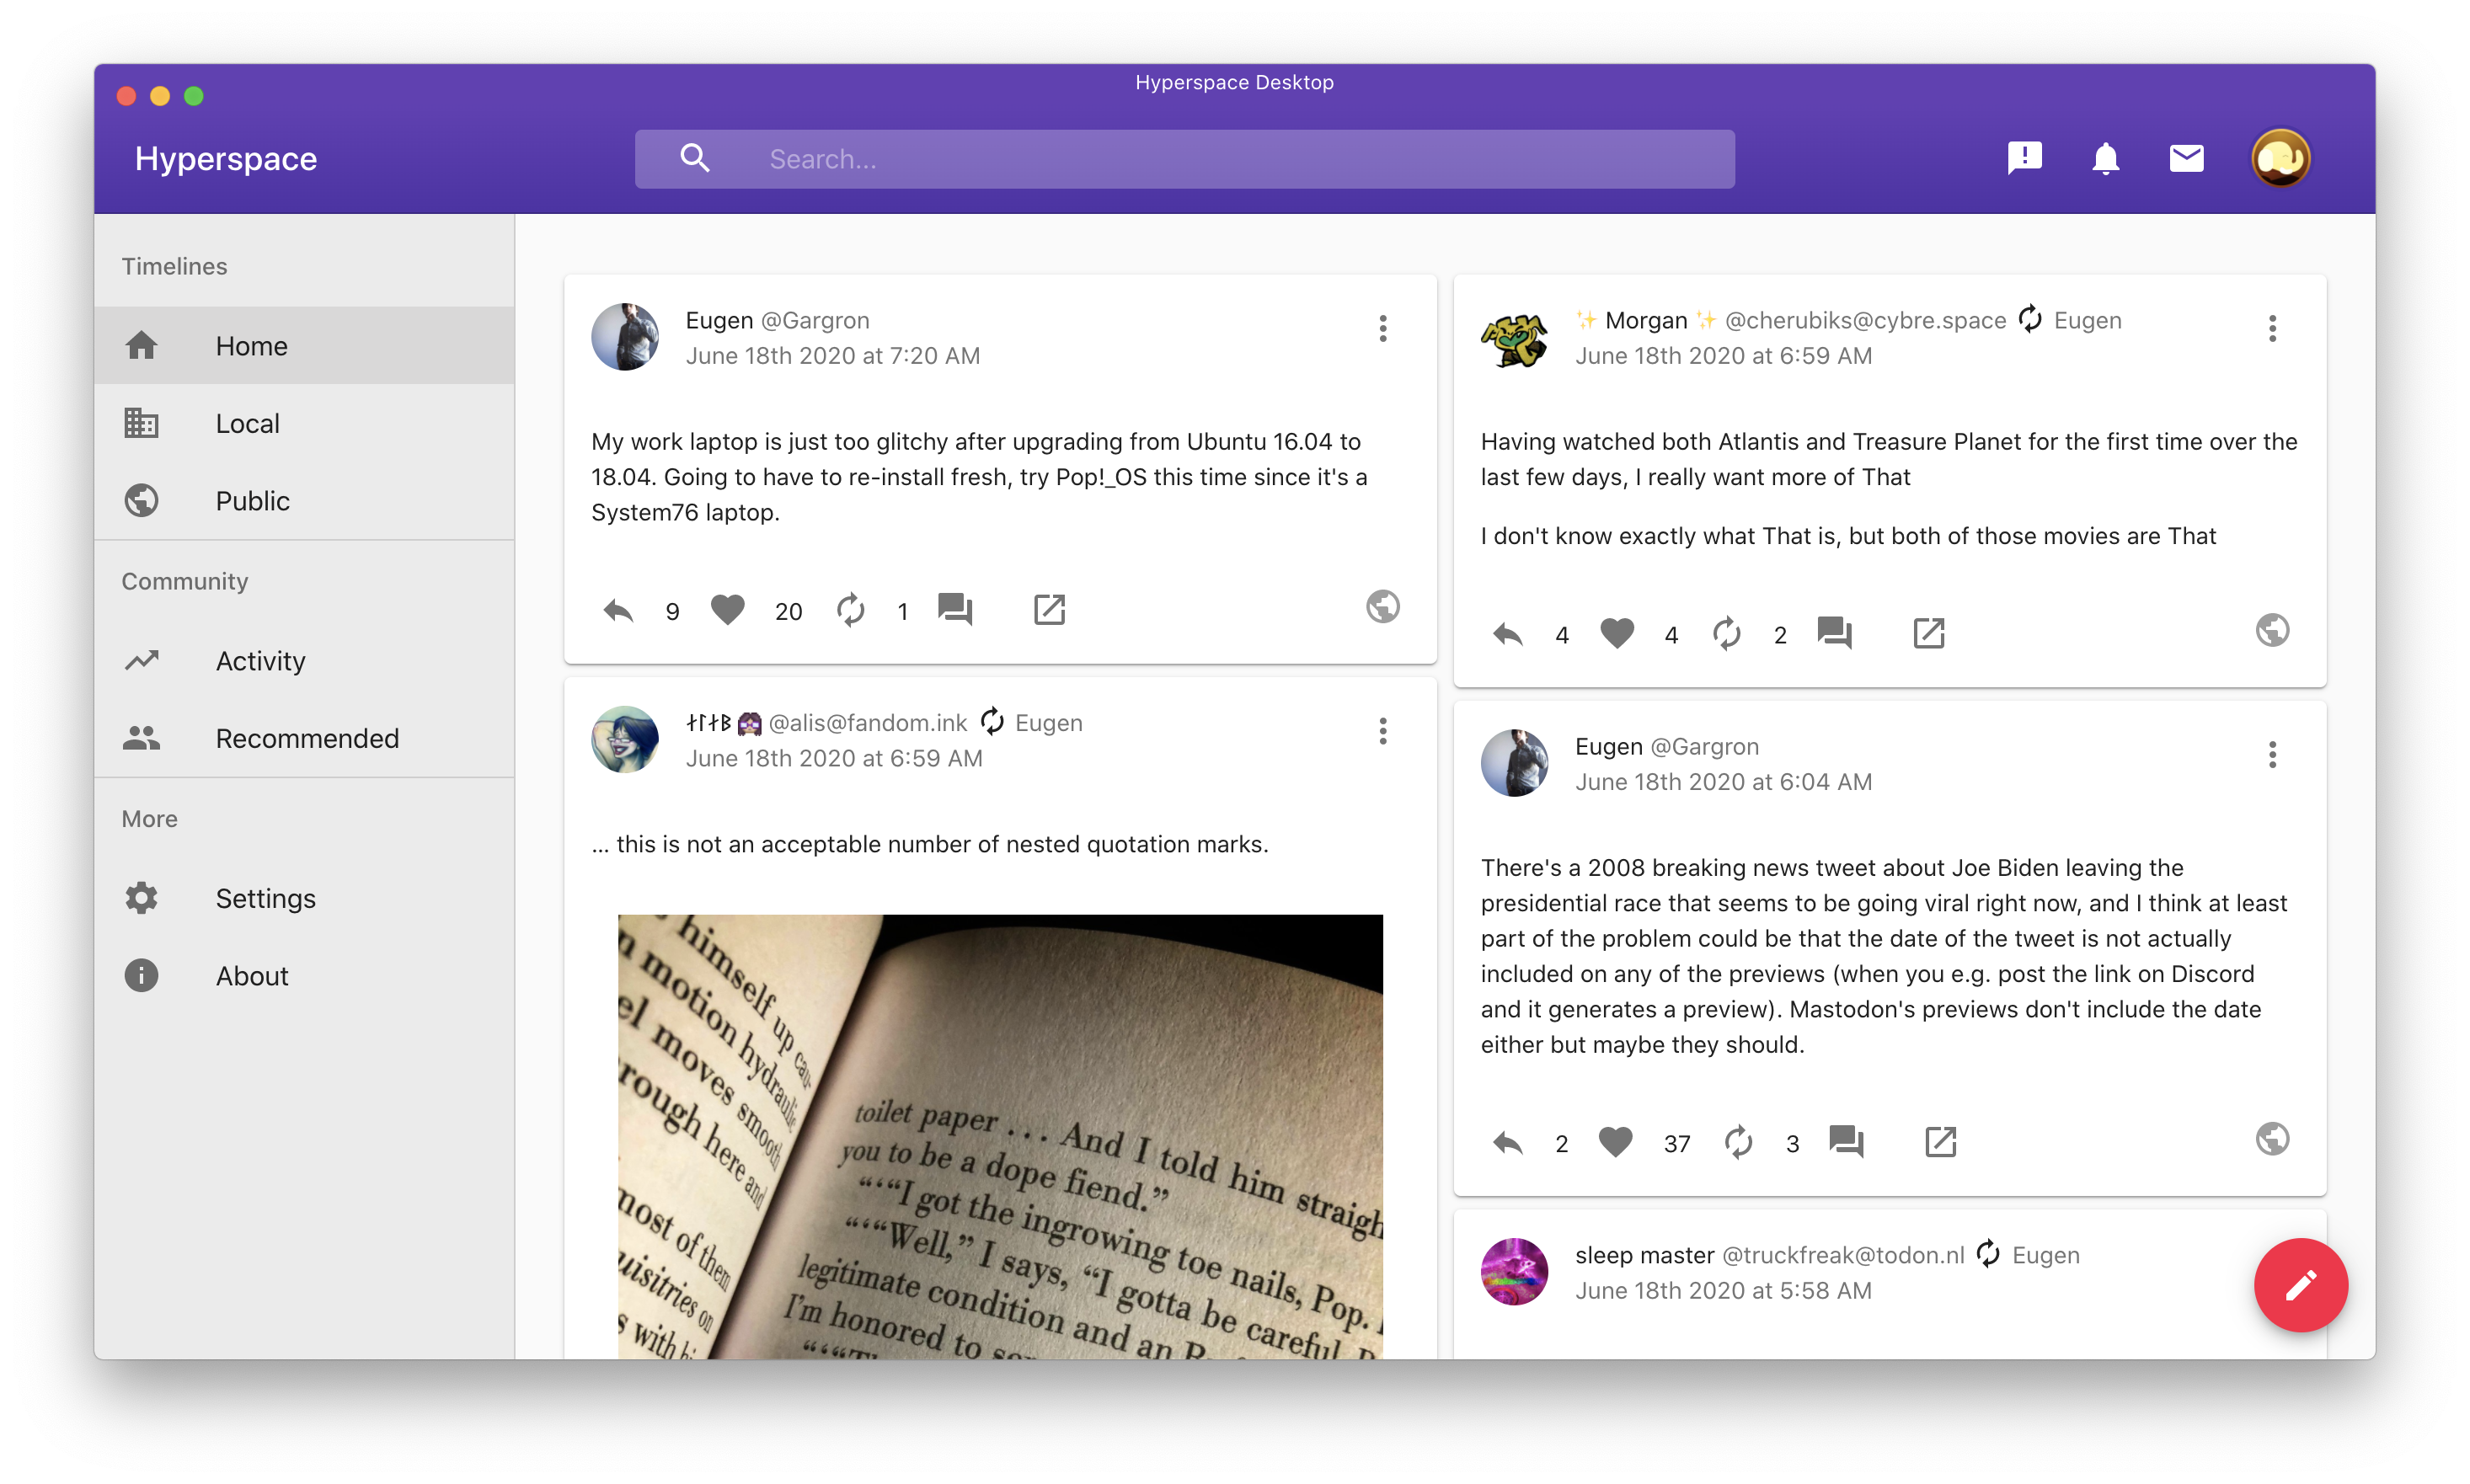 Hyperspace Desktop
Hyperspace
Search...
Timelines
Home
Local
Public
Community
Activity
Recommended
More
Settings
About
Eugen @Gargron
June 18th 2020 at 7:20 AM
My work laptop is just too glitchy after upgrading from Ubuntu 16.04 to
18.04. Going to have to re-install fresh, try Pop!_OS this time since it's a
System76 laptop.
9 20 1
@alis@fandom.ink Eugen
June 18th 2020 at 6:59 AM
... this is not an acceptable number of nested quotation marks.
himself up
motion
moves smooth
rough here and
most of them
on
with
toilet paper . . . And I told him
you to be a dope fiend.”
“‘“I got the ingrowing toe nails, Pop.
“‘“Well,” I says, “I gotta be careful,
legitimate condition and an
I’m honored to
✨ Morgan ✨ @cherubiks@cybre.space Eugen
June 18th 2020 at 6:59 AM
Having watched both Atlantis and Treasure Planet for the first time over the
last few days, I really want more of That
I don't know exactly what That is, but both of those movies are That
4 4 2
Eugen @Gargron
June 18th 2020 at 6:04 AM
There's a 2008 breaking news tweet about Joe Biden leaving the
presidential race that seems to be going viral right now, and I think at least
part of the problem could be that the date of the tweet is not actually
included on any of the previews (when you e.g. post the link on Discord
and it generates a preview). Mastodon's previews don't include the date
either but maybe they should.
2 37 3
sleep master @truckfreak@todon.nl Eugen
June 18th 2020 at 5:58 AM